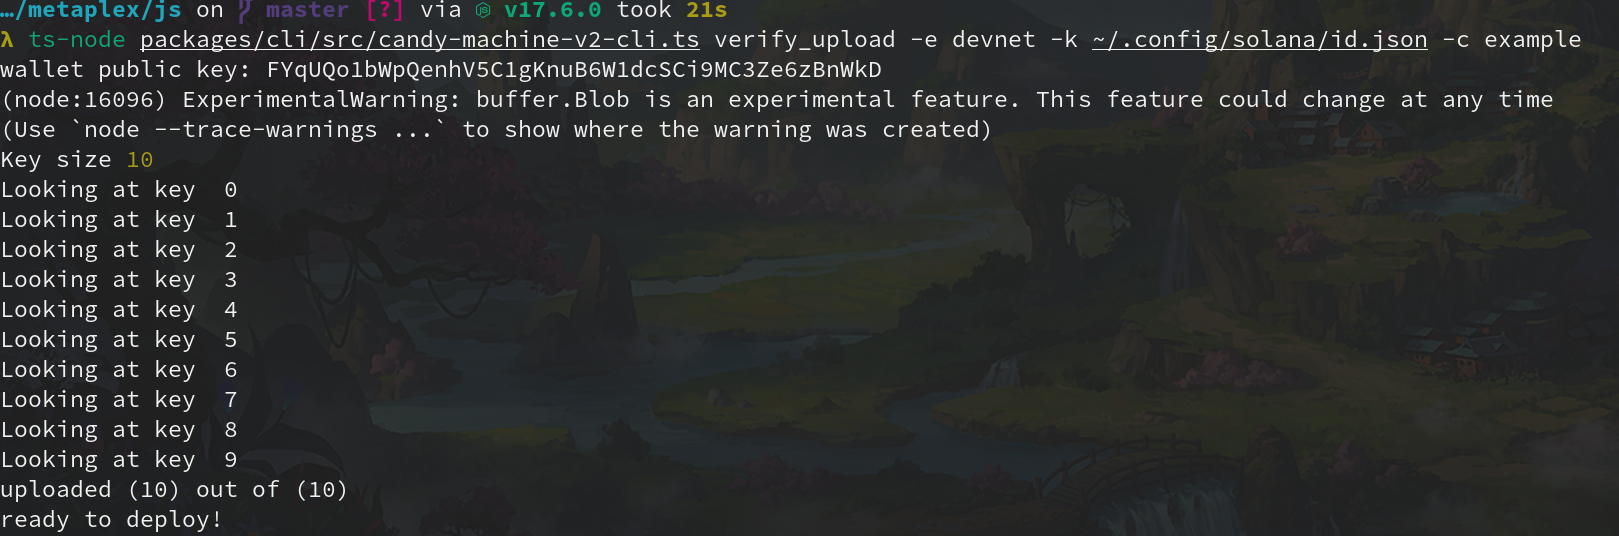 …/metaplex/js on master [?] via v17.6.0 took 21s
λ ts-node packages/cli/src/candy-machine-v2-cli.ts verify_upload -e devnet -k ~/.config/solana/id.json -c example
wallet public key: FYqUQo1bWpQenhV5C1gKnuB6W1dcSCi9MC3Ze6zBnWkD
(node:16096) ExperimentalWarning: buffer.Blob is an experimental feature. This feature could change at any time
(Use `node --trace-warnings ...` to show where the warning was created)
Key size 10
Looking at key  0
Looking at key  1
Looking at key  2
Looking at key  3
Looking at key  4
Looking at key  5
Looking at key  6
Looking at key  7
Looking at key  8
Looking at key  9
uploaded (10) out of (10)
ready to deploy!